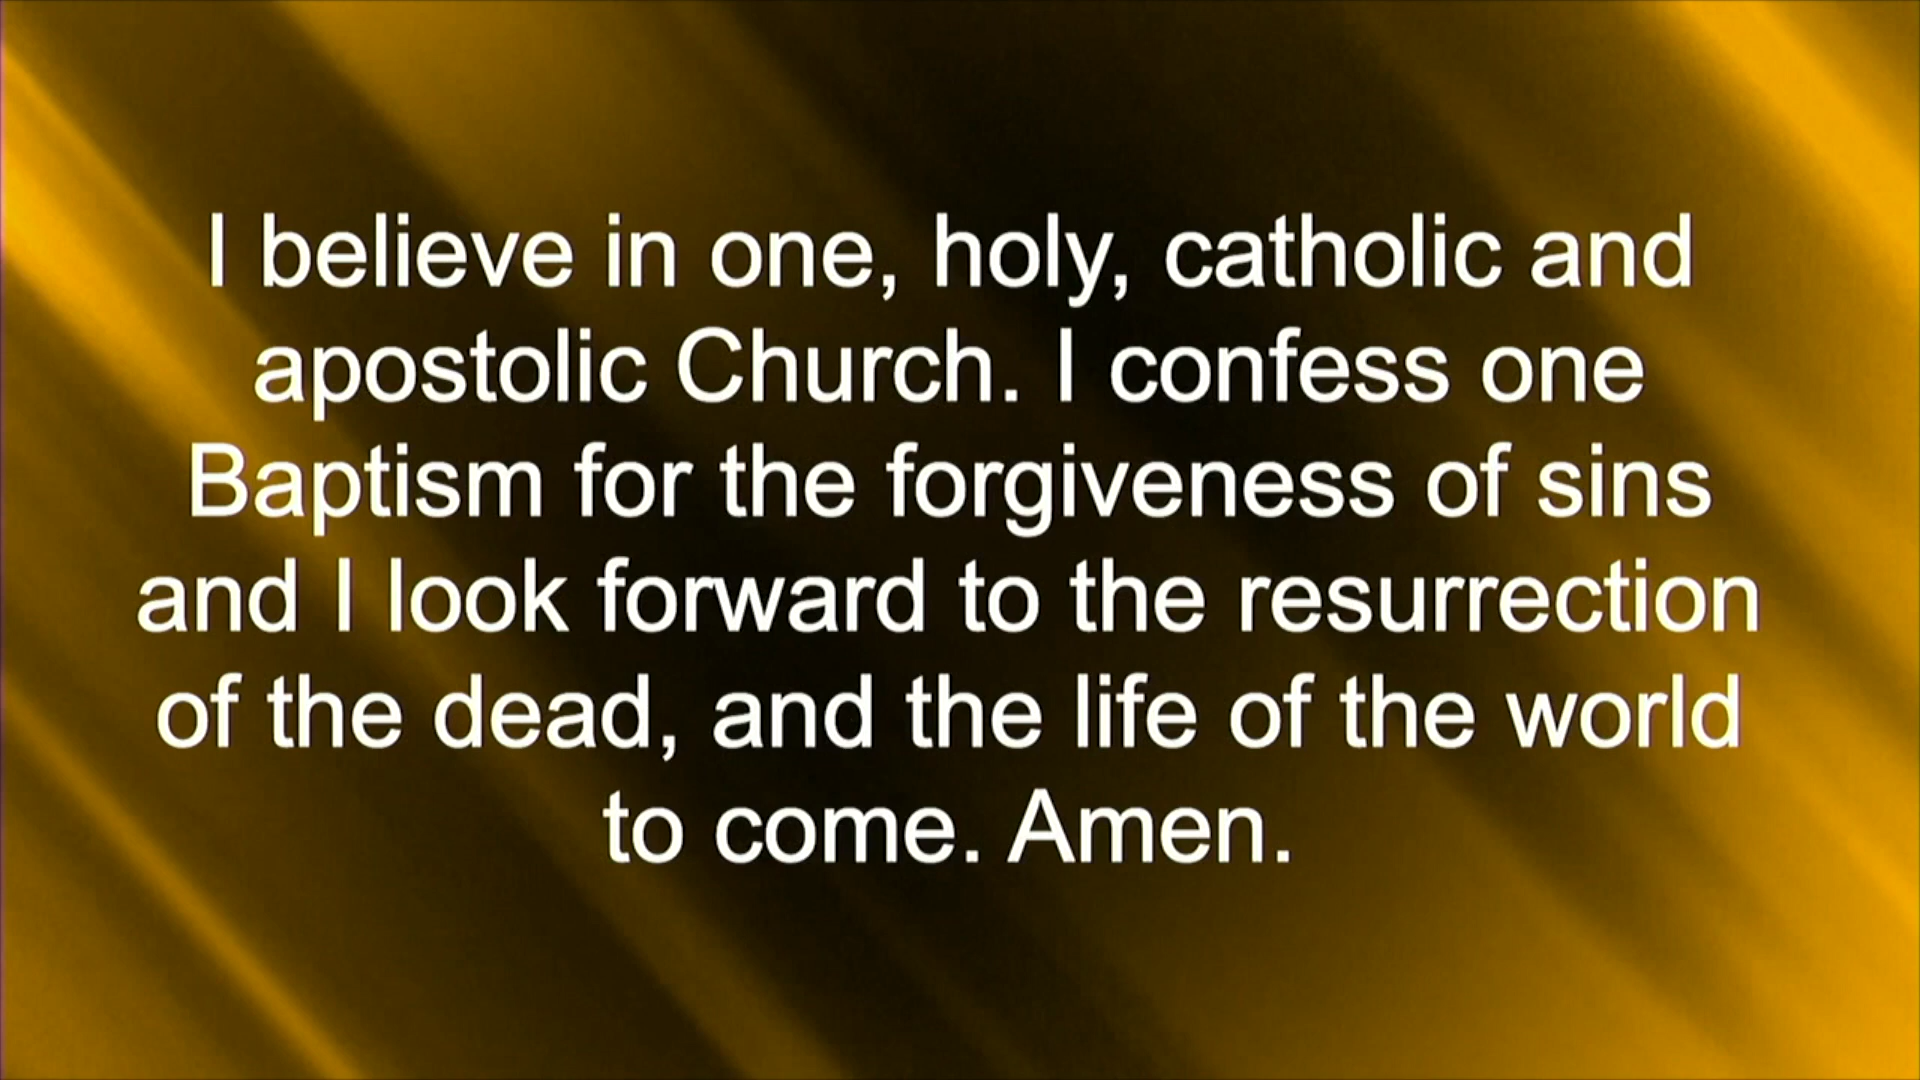 I believe in one, holy, catholic and
apostolic Church. I confess one
Baptism for the forgiveness of sins
and I look forward to the resurrection
of the dead, and the life of the world
to come. Amen.